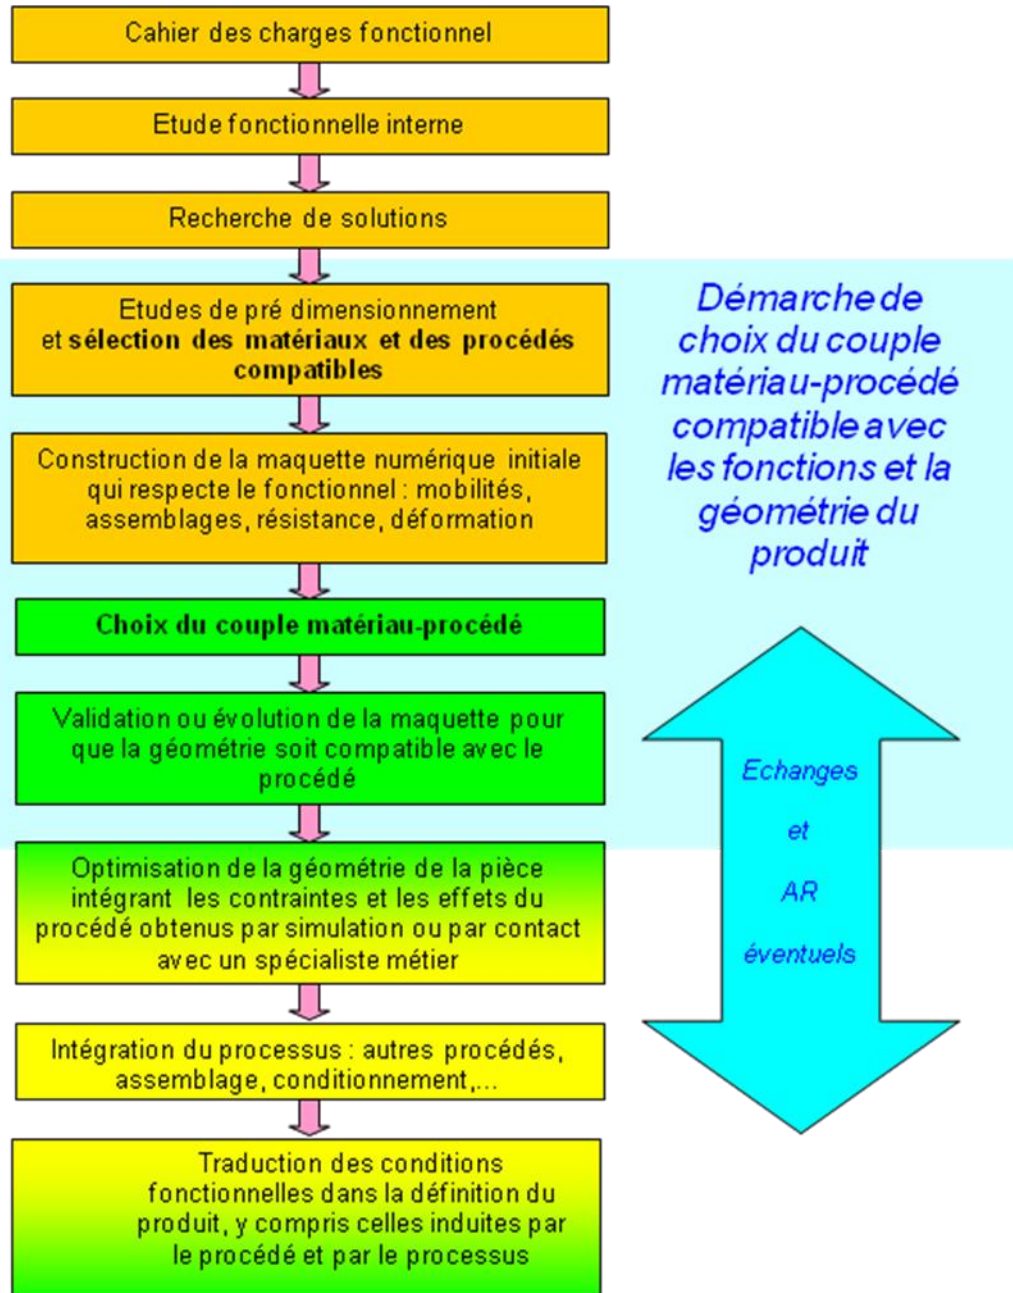 Cahier des charges fonctionnel
Etude fonctionnelle interne
Recherche de solutions
Etudes de pré dimensionnement
et sélection des matériaux et des procédés
compatibles
Construction de la maquette numérique initiale
qui respecte le fonctionnel : mobilités,
assemblages, résistance, déformation
Choix du couple matériau-procédé
Validation ou évolution de la maquette pour
que la géométrie soit compatible avec le
procédé
Optimisation de la géométrie de la pièce
intégrant les contraintes et les effets du
procédé obtenus par simulation ou par contact
avec un spécialiste métier
Intégration du processus : autres procédés,
assemblage, conditionnement,...
Traduction des conditions
fonctionnelles dans la définition du
produit, y compris celles induites par
le procédé et par le processus
Démarche de
choix du couple
matériau-procédé
compatible avec
les fonctions et la
géométrie du
produit
Echanges
et
AR
éventuels